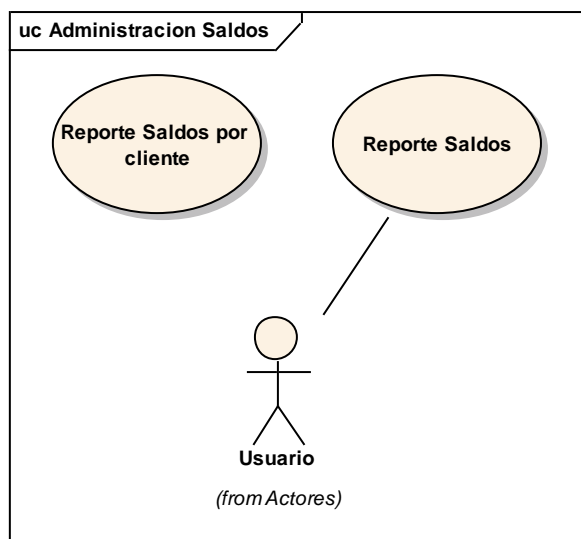 uc Administracion Saldos
Reporte Saldos por
cliente
Reporte Saldos
Usuario
(from Actores)